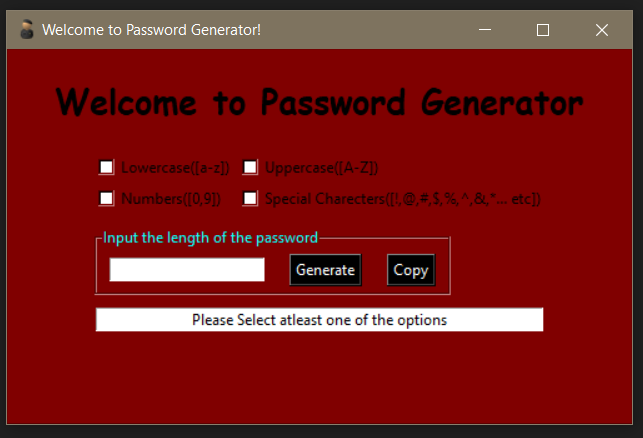 Welcome to Password Generator!
Welcome to Password Generator
Lowercase([a-z]) Uppercase([A-Z])
Numbers([0,9]) Special Charecters([!,@,#,$,%,^,&,*... etc])
Input the length of the password
Generate Copy
Please Select atleast one of the options